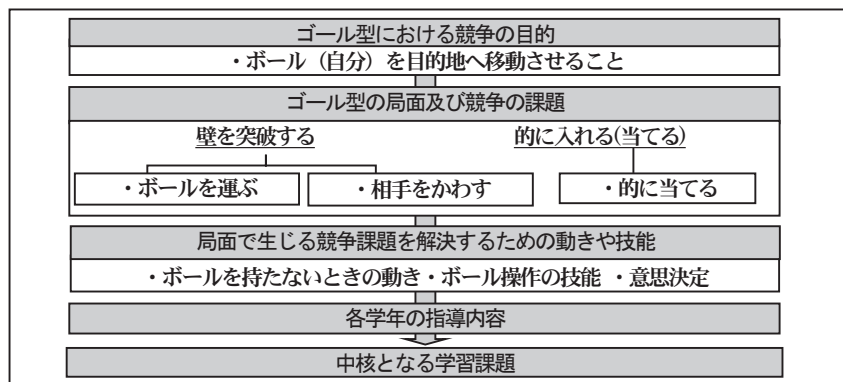 ゴール型における競争の目的
・ボール（自分）を目的地へ移動させること
ゴール型の局面及び競争の課題
壁を突破する 的に入れる(当てる)
・ボールを運ぶ ・相手をかわす ・的に当てる
局面で生じる競争課題を解決するための動きや技能
・ボールを持たないときの動き・ボール操作の技能 ・意思決定
各学年の指導内容
中核となる学習課題